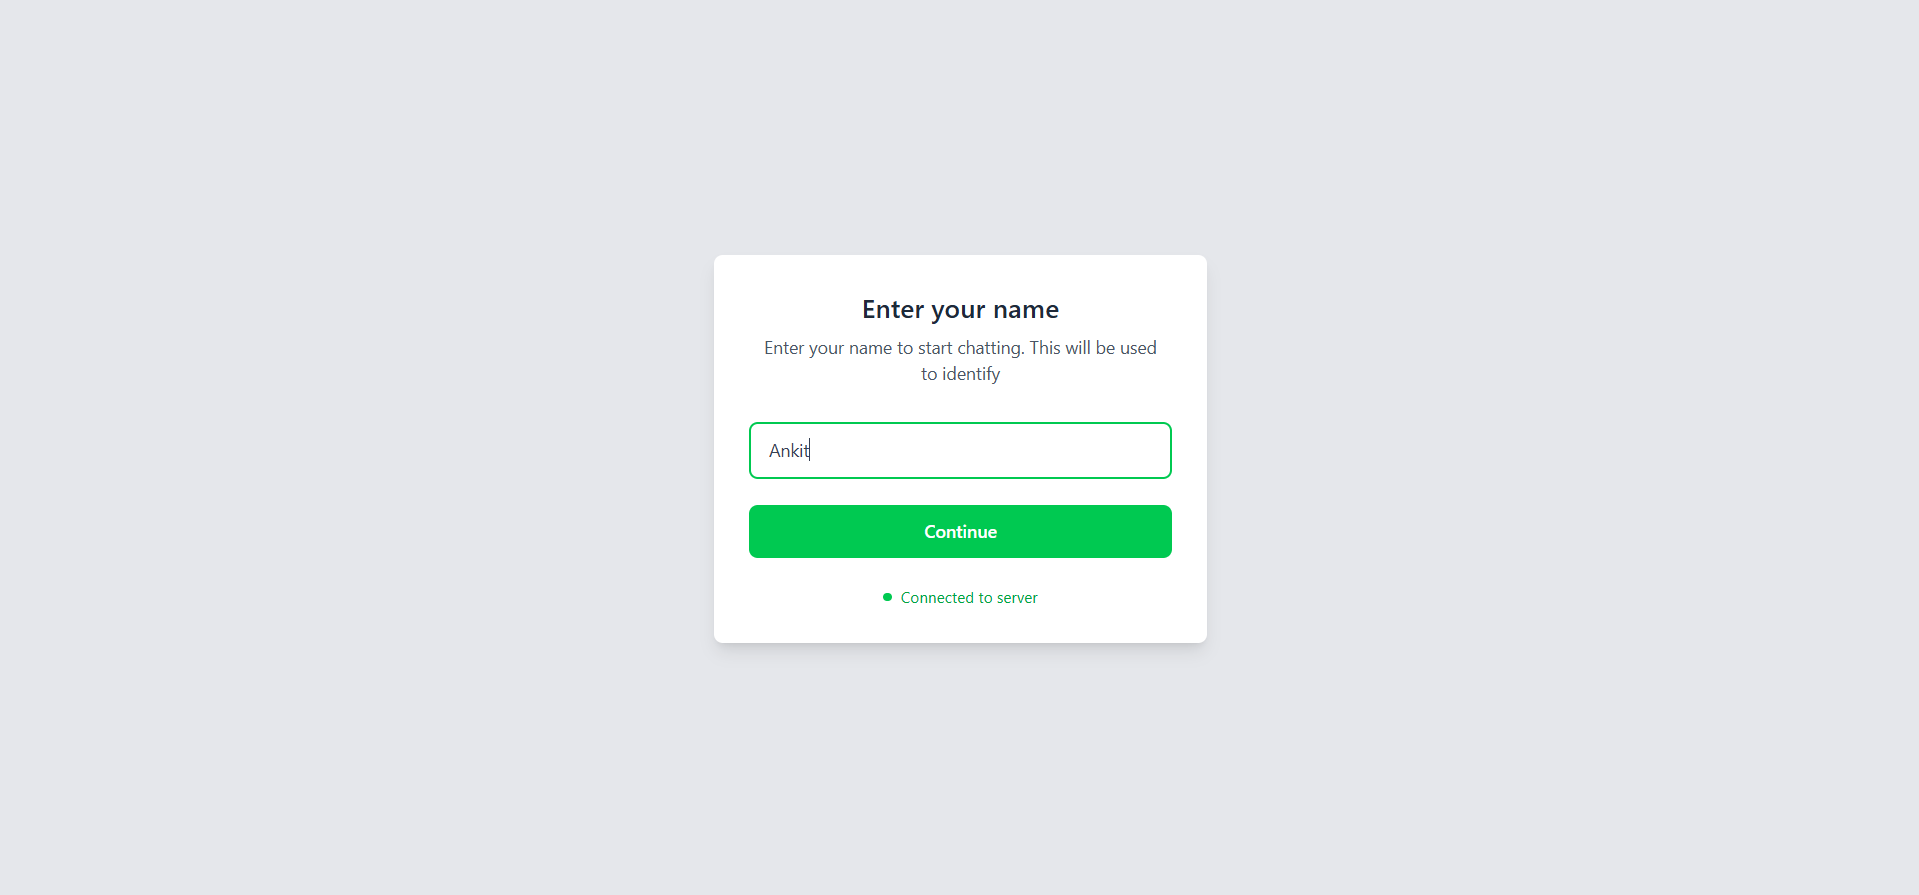 Enter your name
Enter your name to start chatting. This will be used
to identify
Ankit
Continue
Connected to server